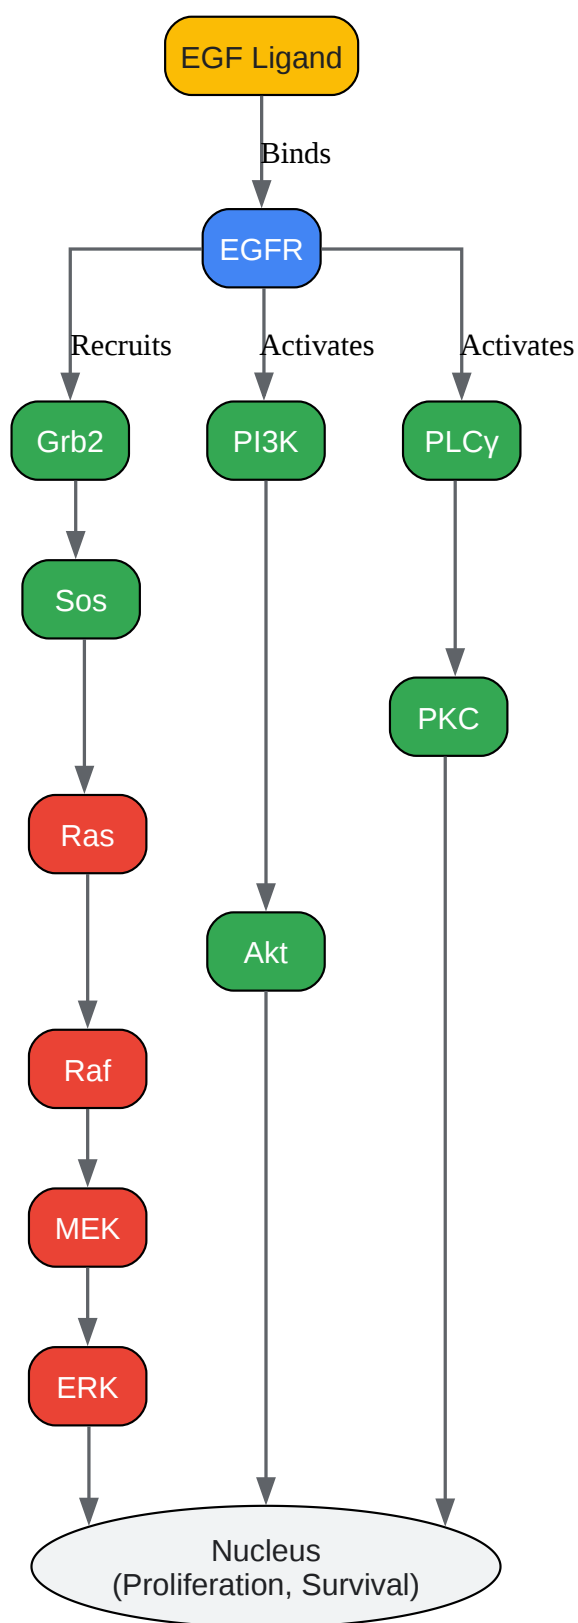 EGF Ligand
Binds
EGFR
Recruits
Activates
Activates
Grb2
PI3K
PLCγ
Sos
PKC
Ras
Akt
Raf
MEK
ERK
Nucleus
(Proliferation, Survival)